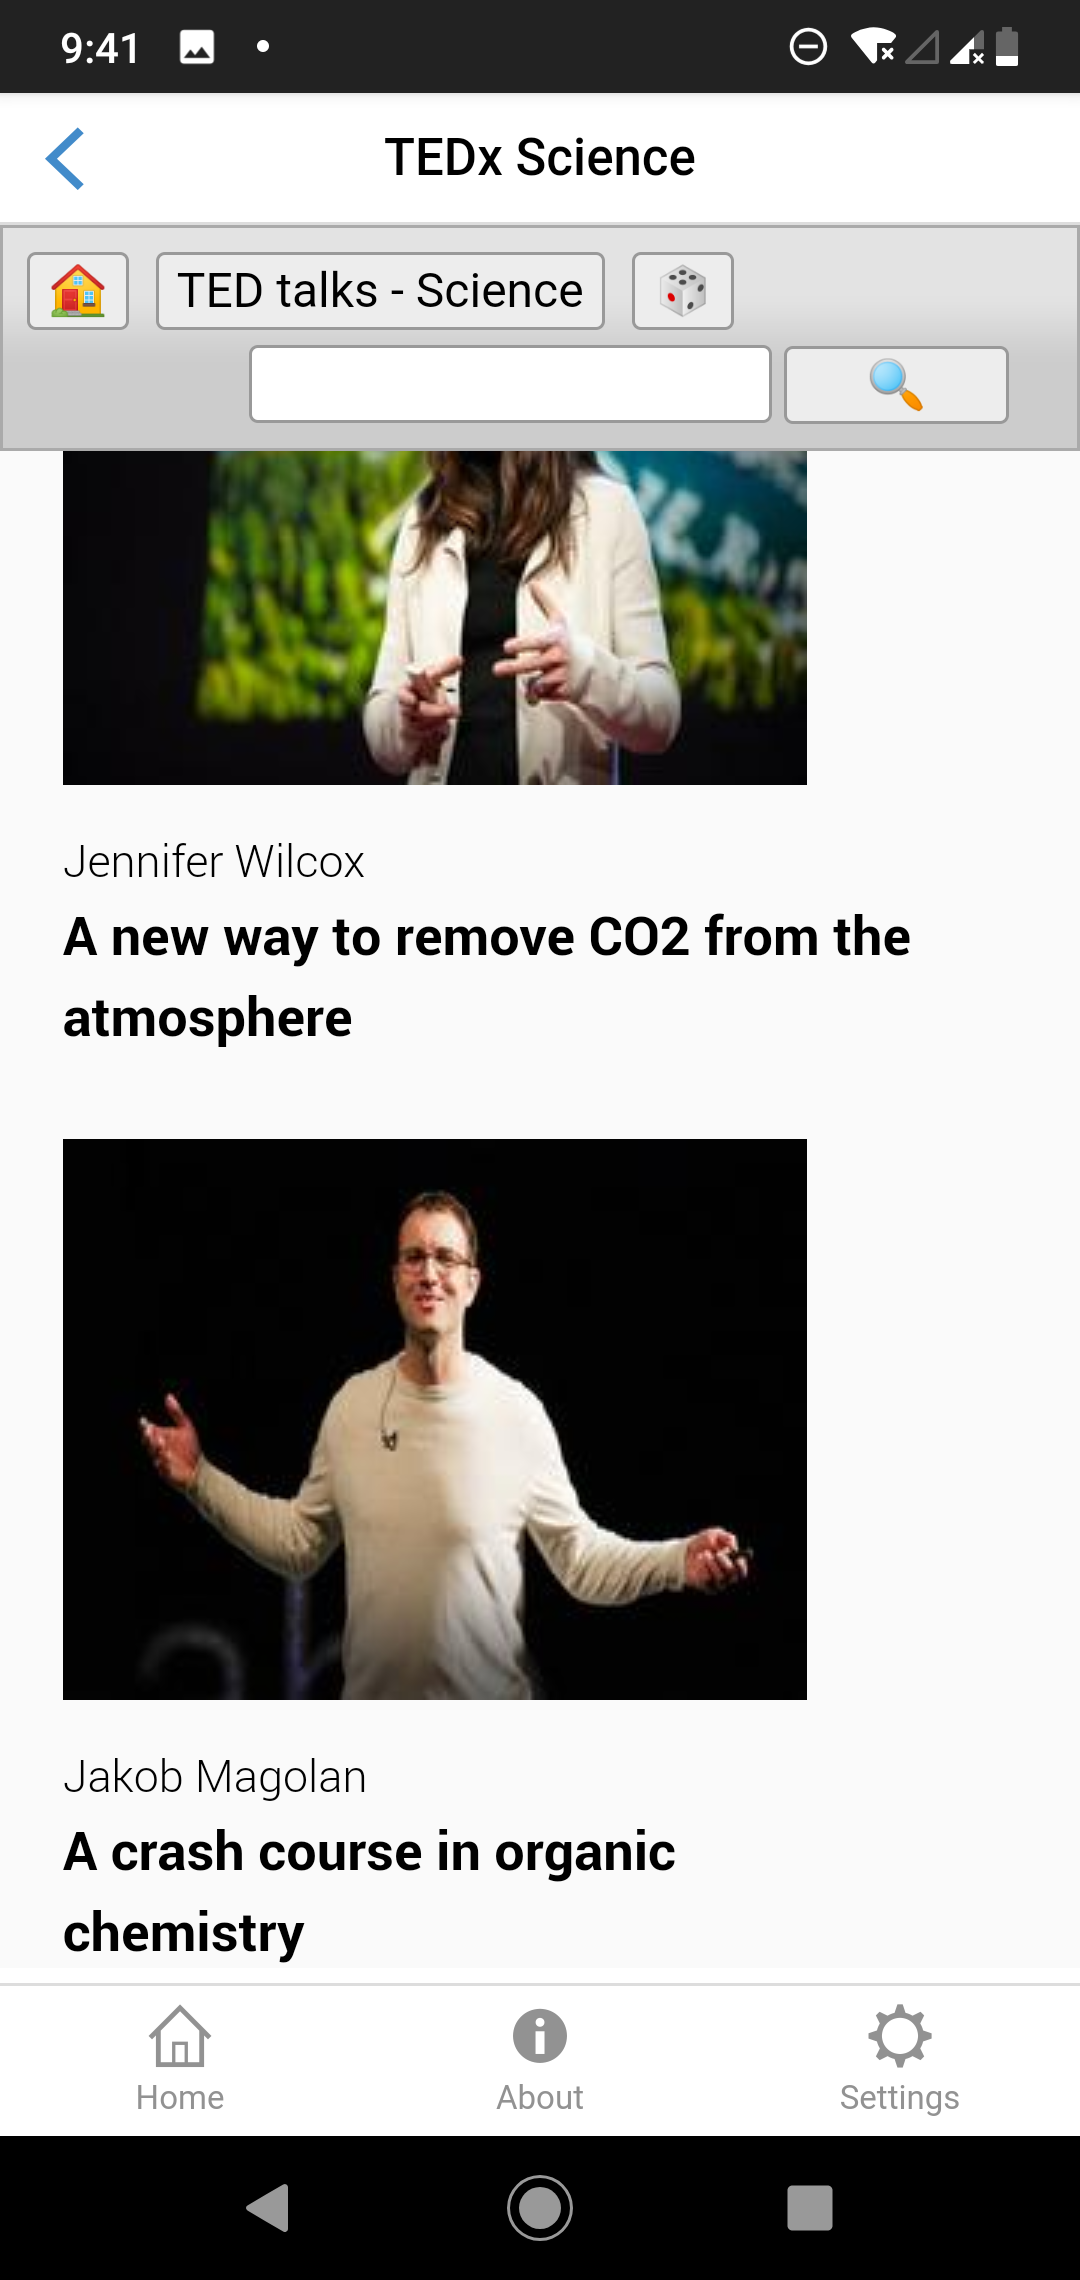 9:41
TEDx Science
TED talks - Science
Jennifer Wilcox
A new way to remove CO2 from the
atmosphere
Jakob Magolan
A crash course in organic
chemistry
Home
About
Settings